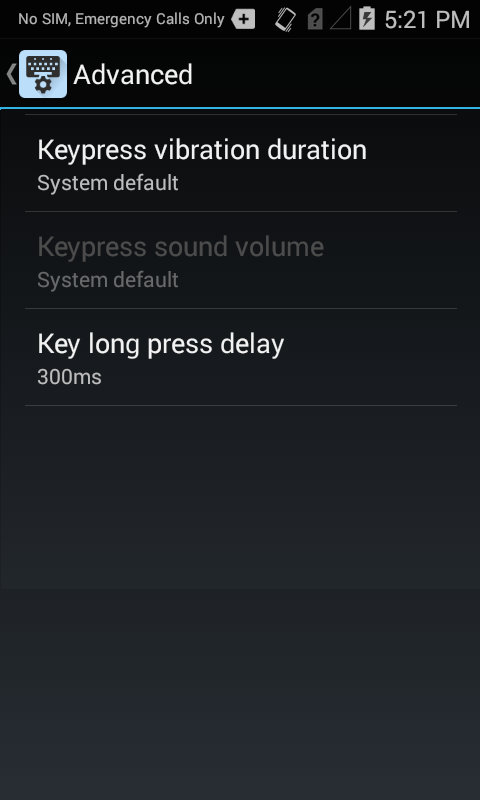 No SIM, Emergency Calls Only 5:21 PM
Advanced
Keypress vibration duration
System default
Keypress sound volume
System default
Key long press delay
300ms